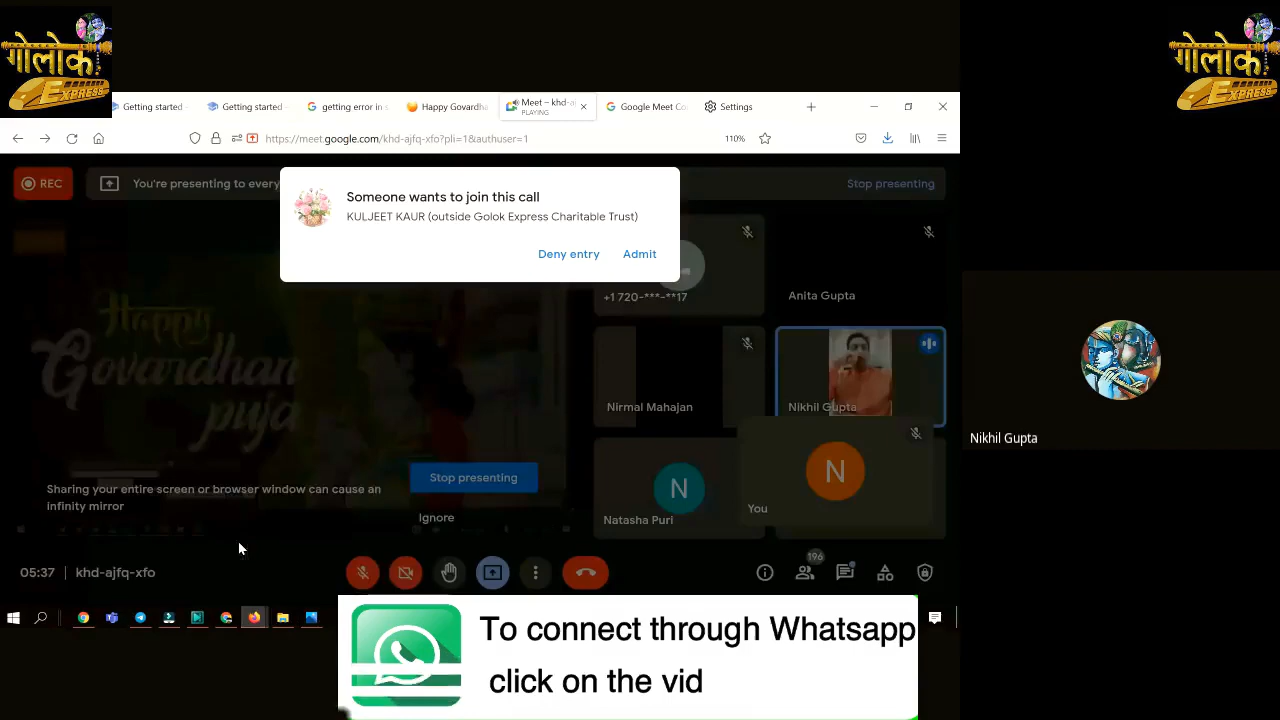 गोलोक
EXPRESS
गोलोक
EXPRESS
Getting started
Getting started
getting error in s
Happy Govardha
Meet – khd-aj
PLAYING
Google Meet Co
Settings
https://meet.google.com/khd-ajfq-xfo?pli=1&authuser=1
110%
REC
You're presenting to every
Stop presenting
Someone wants to join this call
KULJEET KAUR (outside Golok Express Charitable Trust)
Deny entry
Admit
+1 720-***-**17
Anita Gupta
Happy
Govardhan
puja
Nirmal Mahajan
Nikhil Gupta
Nikhil Gupta
Stop presenting
Sharing your entire screen or browser window can cause an
infinity mirror
Ignore
N
Natasha Puri
N
You
05:37 | khd-ajfq-xfo
196
To connect through Whatsapp
click on the vid